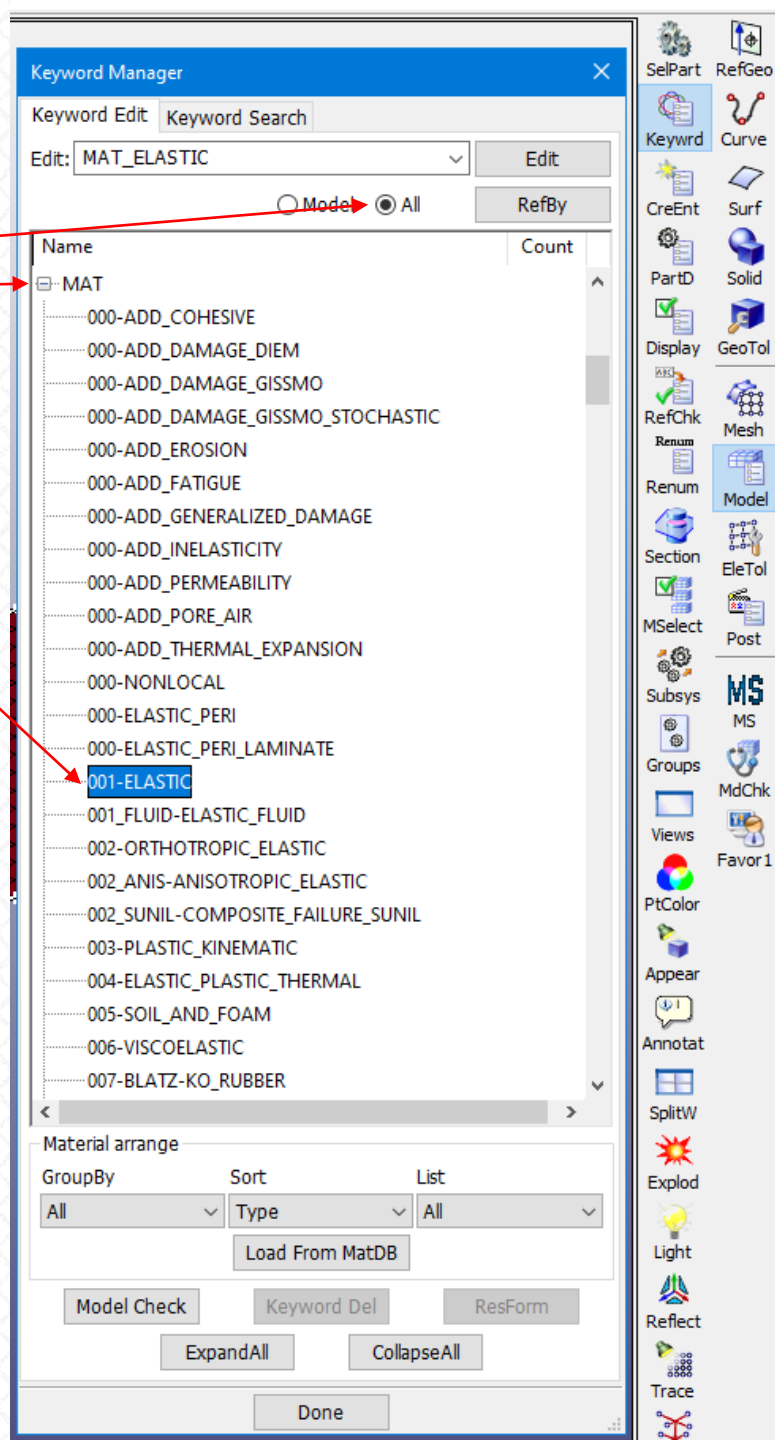 Keyword Manager
Keyword Edit Keyword Search
Edit: MAT_ELASTIC Edit
Model All RefBy
Name Count
MAT
000-ADD_COHESIVE
000-ADD_DAMAGE_DIEM
000-ADD_DAMAGE_GISSMO
000-ADD_DAMAGE_GISSMO_STOCHASTIC
000-ADD_EROSION
000-ADD_FATIGUE
000-ADD_GENERALIZED_DAMAGE
000-ADD_INELASTICITY
000-ADD_PERMEABILITY
000-ADD_PORE_AIR
000-ADD_THERMAL_EXPANSION
000-NONLOCAL
000-ELASTIC_PERI
000-ELASTIC_PERI_LAMINATE
001-ELASTIC
001_FLUID-ELASTIC_FLUID
002-ORTHOTROPIC_ELASTIC
002_ANIS-ANISOTROPIC_ELASTIC
002_SUNIL-COMPOSITE_FAILURE_SUNIL
003-PLASTIC_KINEMATIC
004-ELASTIC_PLASTIC_THERMAL
005-SOIL_AND_FOAM
006-VISCOELASTIC
007-BLATZ-KO_RUBBER
Material arrange
GroupBy Sort List
All Type All
Load From MatDB
Model Check Keyword Del ResForm
ExpandAll CollapseAll
Done
SelPart RefGeo
Keywrd Curve
CreEnt Surf
PartD Solid
Display GeoTol
RefChk Mesh
Renum
Renum Model
Section EleTol
MSelect Post
Subsys MS
MS
Groups MdChk
Views Favor1
PtColor
Appear
Annotat
SplitW
Explod
Light
Reflect
Trace